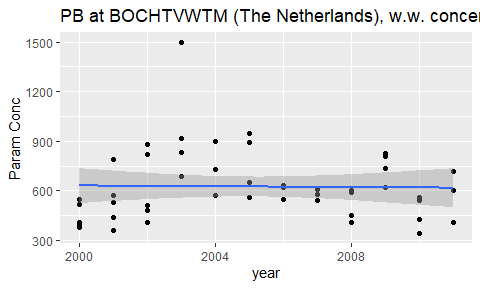 PB at BOCHTVWTM (The Netherlands), w.w. concer
1500
1200
900
600
300
Param Conc
2000
2004
2008
year